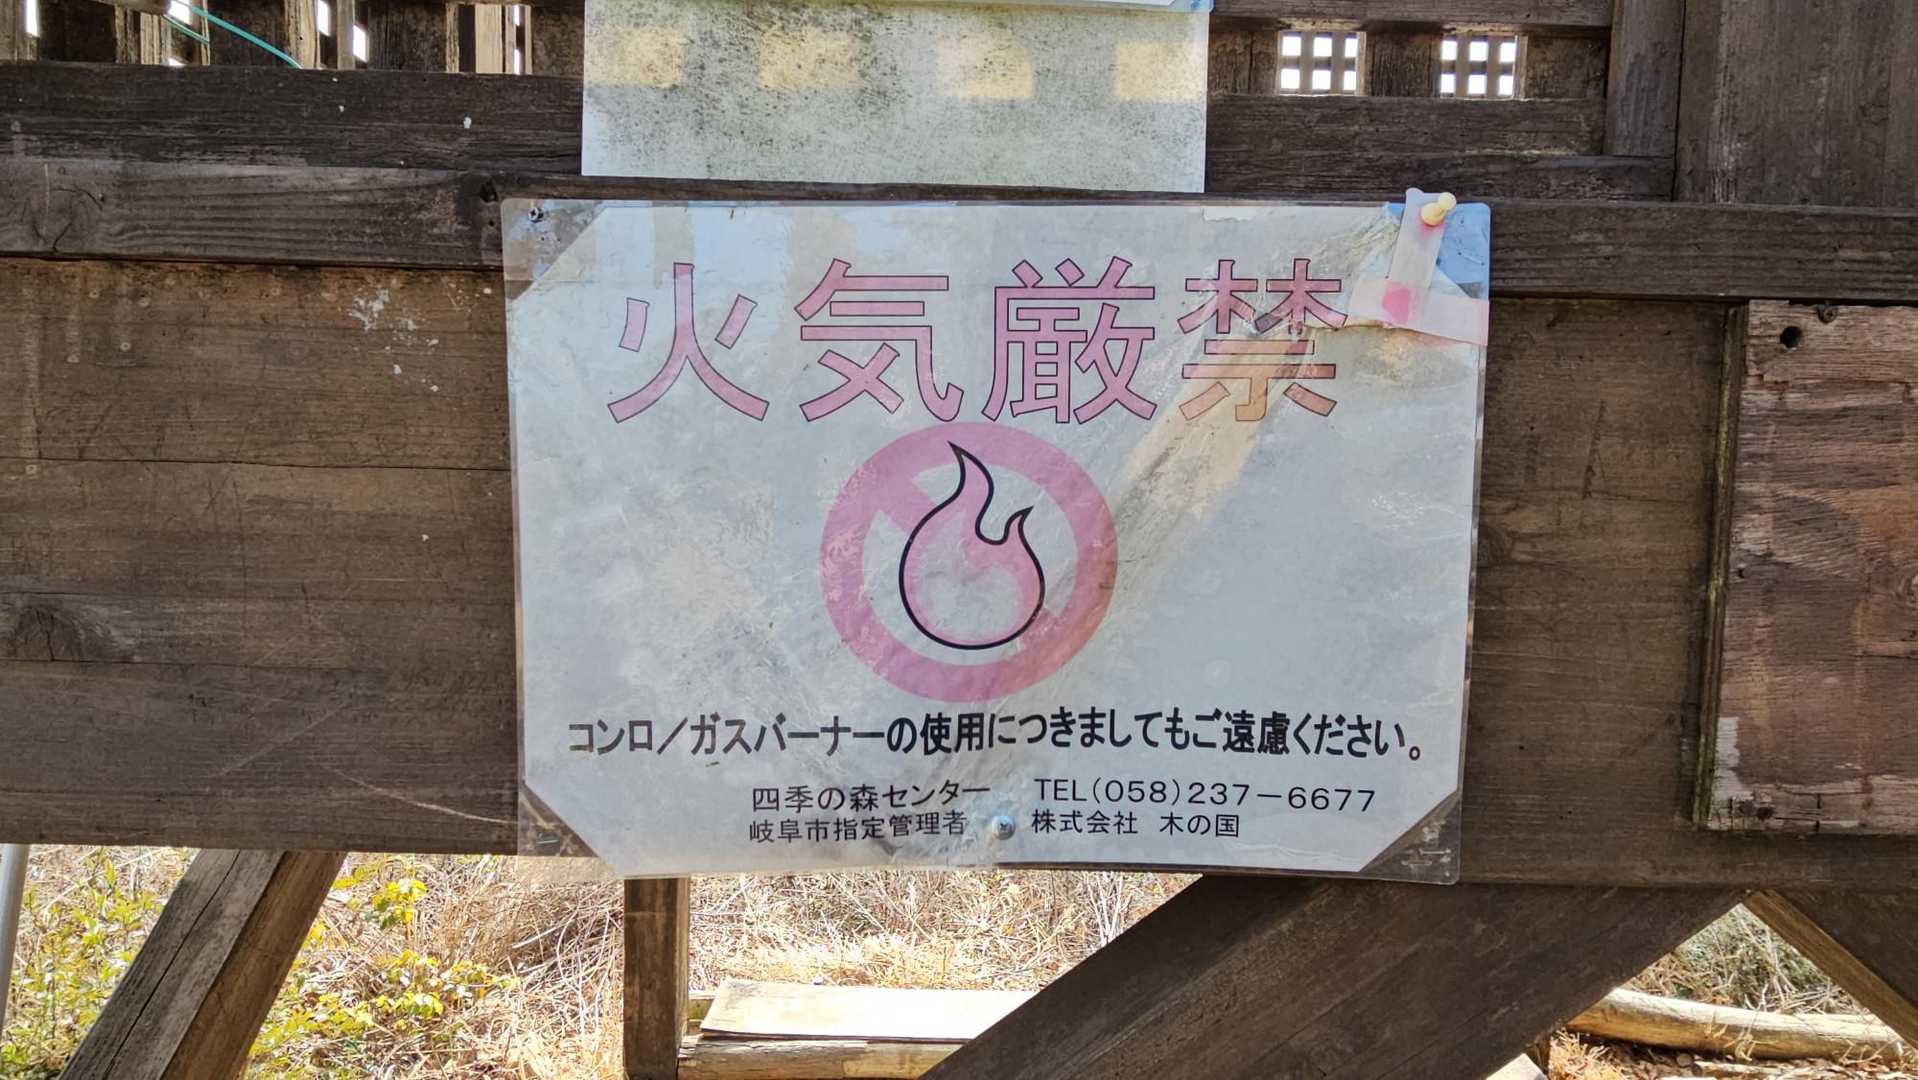 火気厳禁
コンロ／ガスバーナーの使用につきましてもご遠慮ください。
四季の森センター　TEL（058）237－6677
岐阜市指定管理者　株式会社　木の国